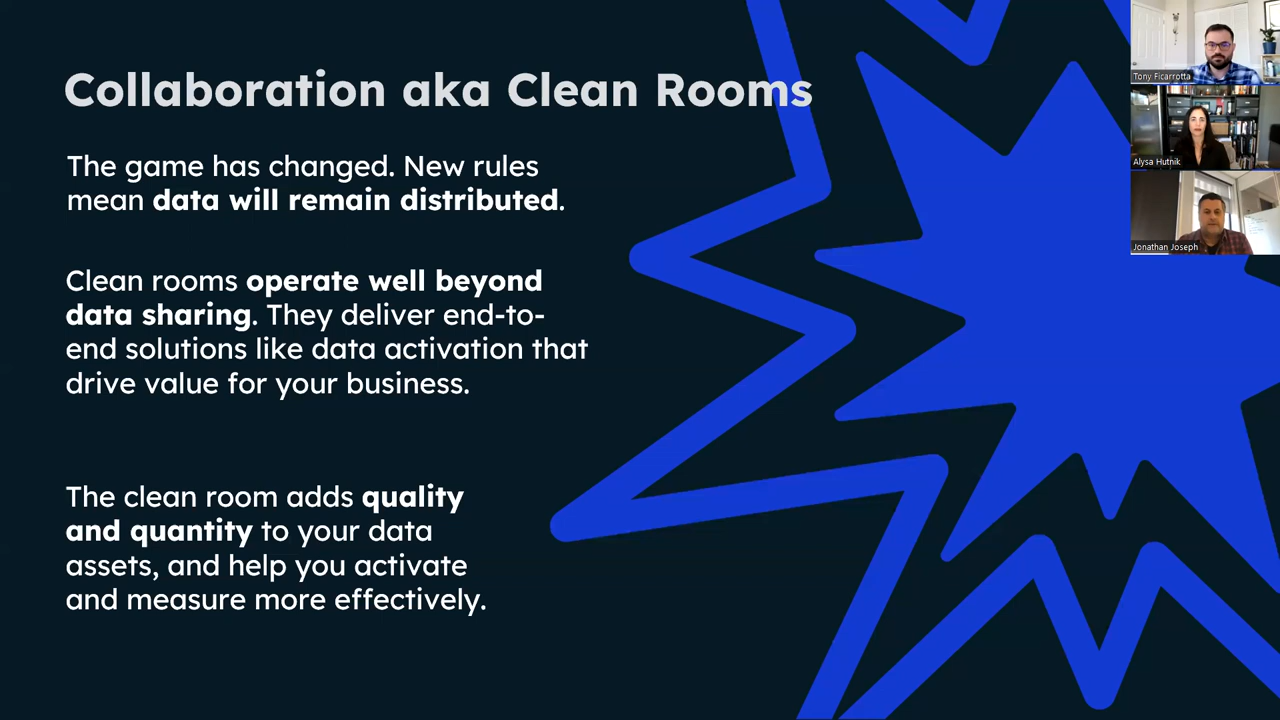 Collaboration aka Clean Rooms
The game has changed. New rules
mean data will remain distributed.
Clean rooms operate well beyond
data sharing. They deliver end-to-
end solutions like data activation that
drive value for your business.
The clean room adds quality
and quantity to your data
assets, and help you activate
and measure more effectively.
Tony Ficarrotta
Alysa Hutnik
Jonathan Joseph